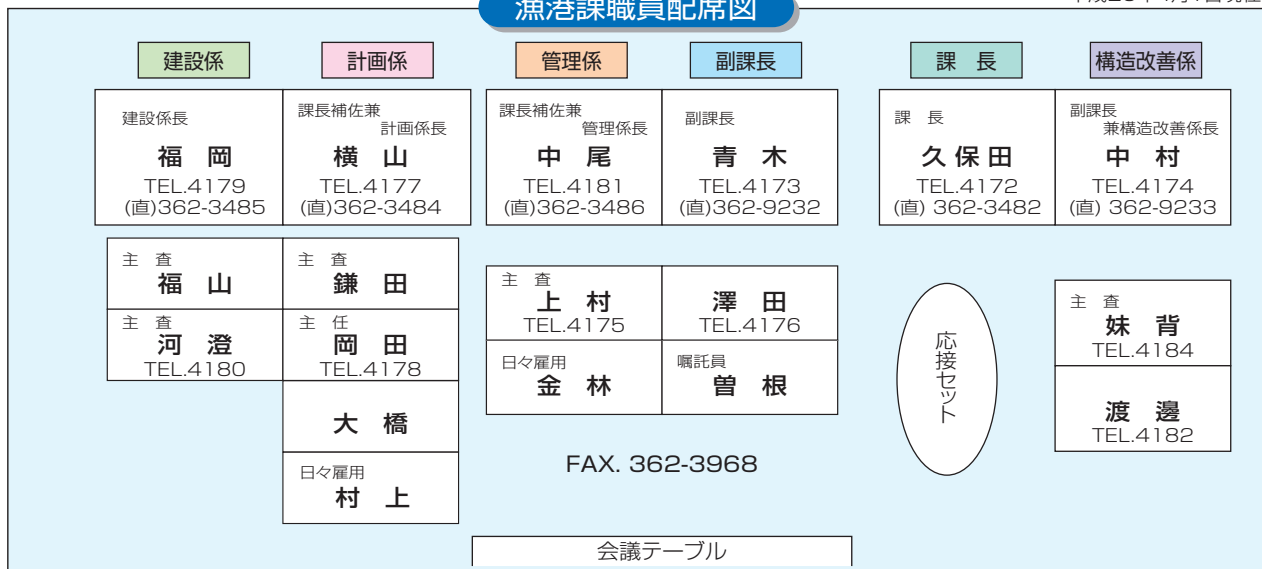 漁港課職員配席図
建設係
計画係
管理係
副課長
課 長
構造改善係
建設係長
福 岡
TEL.4179
(直)362-3485
課長補佐兼
計画係長
横 山
TEL.4177
(直)362-3484
課長補佐兼
管理係長
中 尾
TEL.4181
(直)362-3486
副課長
青 木
TEL.4173
(直)362-9232
課 長
久保田
TEL.4172
(直) 362-3482
副課長
兼構造改善係長
中 村
TEL.4174
(直) 362-9233
主 査
福 山
主 査
河 澄
TEL.4180
主 査
鎌 田
主 任
岡 田
TEL.4178
大 橋
日々雇用
村 上
主 査
上 村
TEL.4175
澤 田
TEL.4176
日々雇用
金 林
嘱託員
曽 根
FAX. 362-3968
応接セット
主 査
妹 背
TEL.4184
渡 邊
TEL.4182
会議テーブル